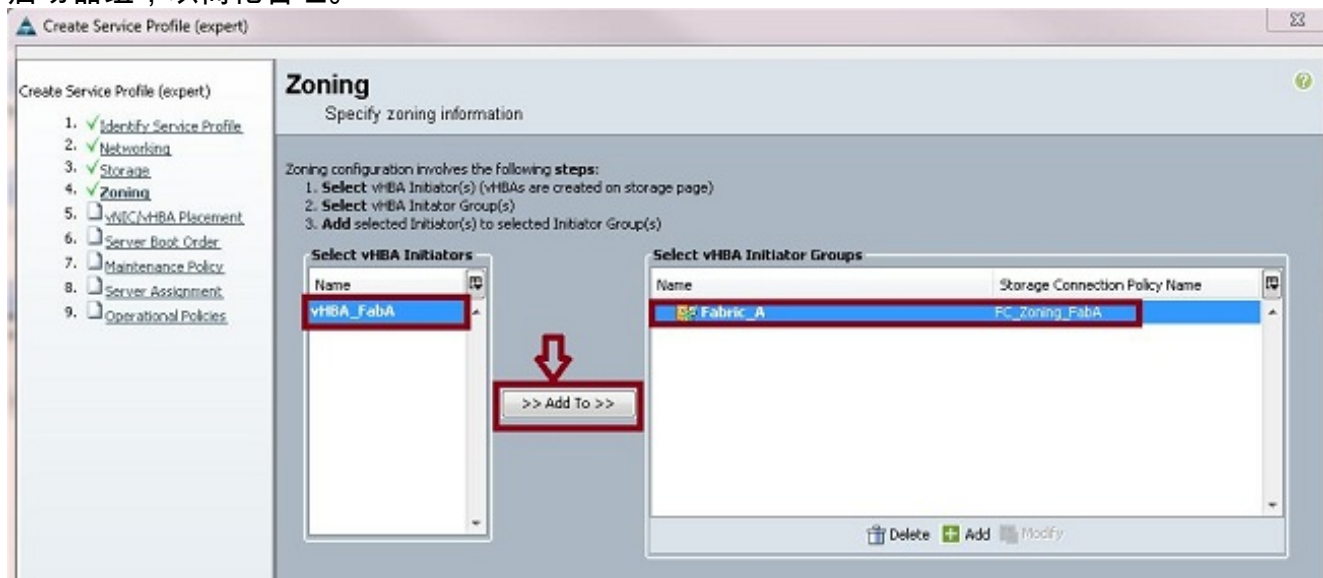 Create Service Profile (expert)
Create Service Profile (expert)
1. Identify Service Profile
2. Networking
3. Storage
4. Zoning
5. vNIC/vHBA Placement
6. Server Boot Order
7. Maintenance Policy
8. Server Assignment
9. Operational Policies
Zoning
Specify zoning information
Zoning configuration involves the following steps:
1. Select vHBA Initiator(s) (vHBAs are created on storage page)
2. Select vHBA Initator Group(s)
3. Add selected Initiator(s) to selected Initiator Group(s)
Select vHBA Initiators
Name
vHBA_FabA
>> Add To >>
Select vHBA Initiator Groups
Name Storage Connection Policy Name
Fabric_A FC_Zoning_FabA
Delete Add Modify